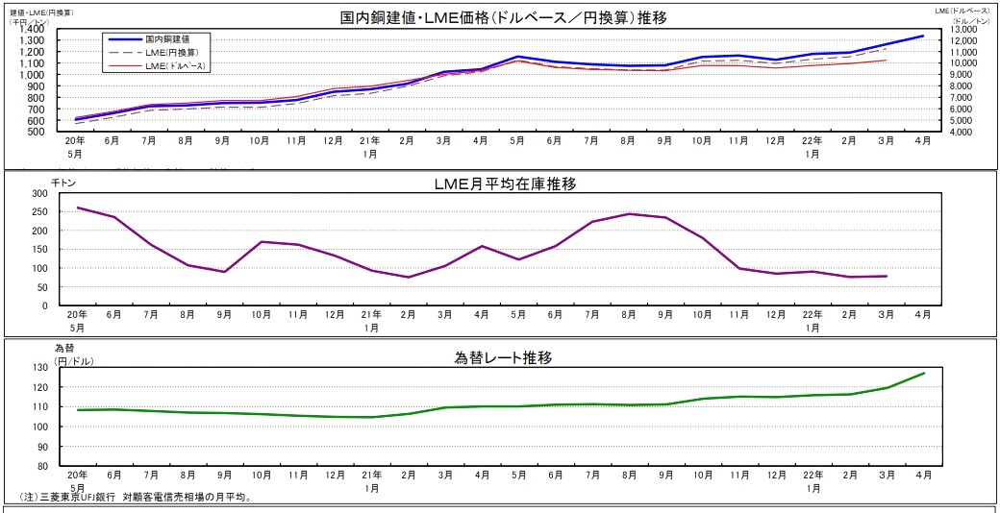 国内銅建値・LME価格(ドルベース／円換算)推移
建値・LME(円換算)
(千円／トン)
LME(ドルベース)
(ドル／トン)
国内銅建値
LME(円換算)
LME(ドルベース)
1,400
1,300
1,200
1,100
1,000
900
800
700
600
500
13,000
12,000
11,000
10,000
9,000
8,000
7,000
6,000
5,000
4,000
20年 6月 7月 8月 9月 10月 11月 12月 21年 2月 3月 4月 5月 6月 7月 8月 9月 10月 11月 12月 22年 2月 3月 4月
5月 1月 1月
LME月平均在庫推移
千トン
300
250
200
150
100
50
0
20年 6月 7月 8月 9月 10月 11月 12月 21年 2月 3月 4月 5月 6月 7月 8月 9月 10月 11月 12月 22年 2月 3月 4月
5月 1月 1月
為替レート推移
為替
(円/ドル)
130
120
110
100
90
80
20年 6月 7月 8月 9月 10月 11月 12月 21年 2月 3月 4月 5月 6月 7月 8月 9月 10月 11月 12月 22年 2月 3月 4月
5月 1月 1月
(注)三菱東京UFJ銀行 対顧客電信売相場の月平均。